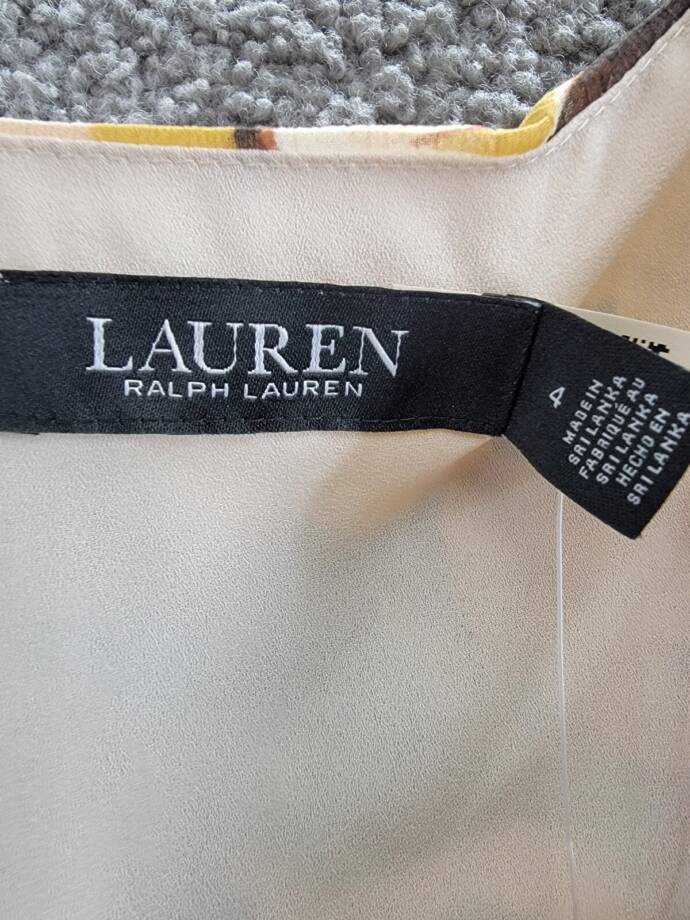 LAUREN
RALPH LAUREN
4
MADE IN
SRI LANKA
FABRIQUÉ AU
SRI LANKA
HECHO EN
SRI LANKA